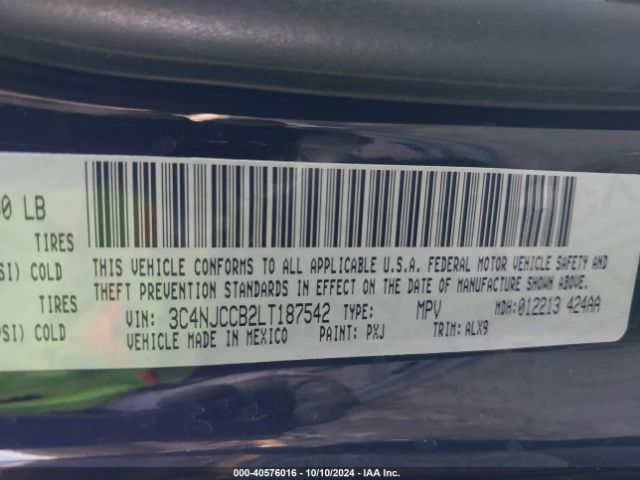 00 LB
TIRES
SI) COLD
TIRES
PSI) COLD
THIS VEHICLE CONFORMS TO ALL APPLICABLE U.S.A. FEDERAL MOTOR VEHICLE SAFETY AND
THEFT PREVENTION STANDARDS IN EFFECT ON THE DATE OF MANUFACTURE SHOWN ABOVE.
VIN: 3C4NJCCB2LT187542 TYPE: MPV MDH:012213 424AA
VEHICLE MADE IN MEXICO PAINT: PXJ TRIM: ALX9
000-40576016 - 10/10/2024 - IAA Inc.